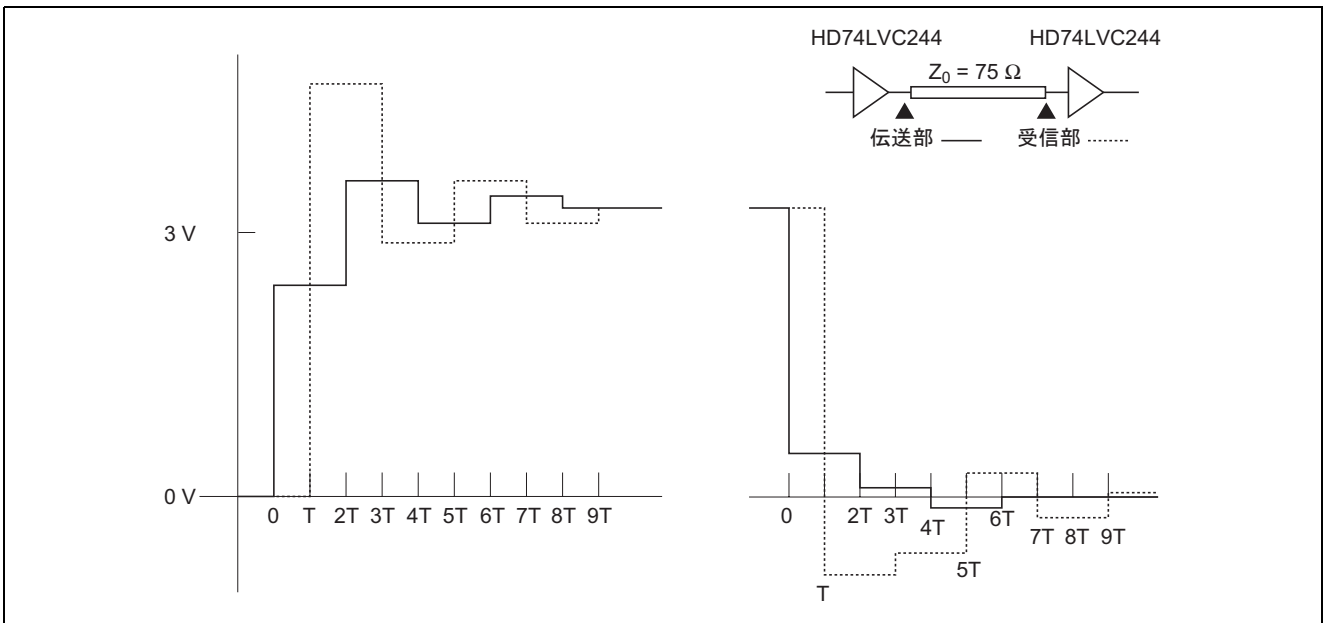 HD74LVC244 HD74LVC244
Z0 = 75 Ω
伝送部 受信部
3 V
0 V
0 T 2T 3T 4T 5T 6T 7T 8T 9T
0 T 2T 3T 4T 5T 6T 7T 8T 9T